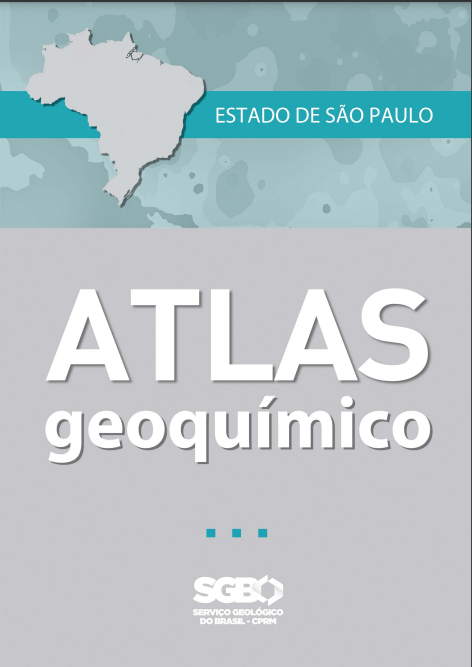 ESTADO DE SÃO PAULO
ATLAS
geoquímico
SGB
SERVIÇO GEOLÓGICO
DO BRASIL - CPRM